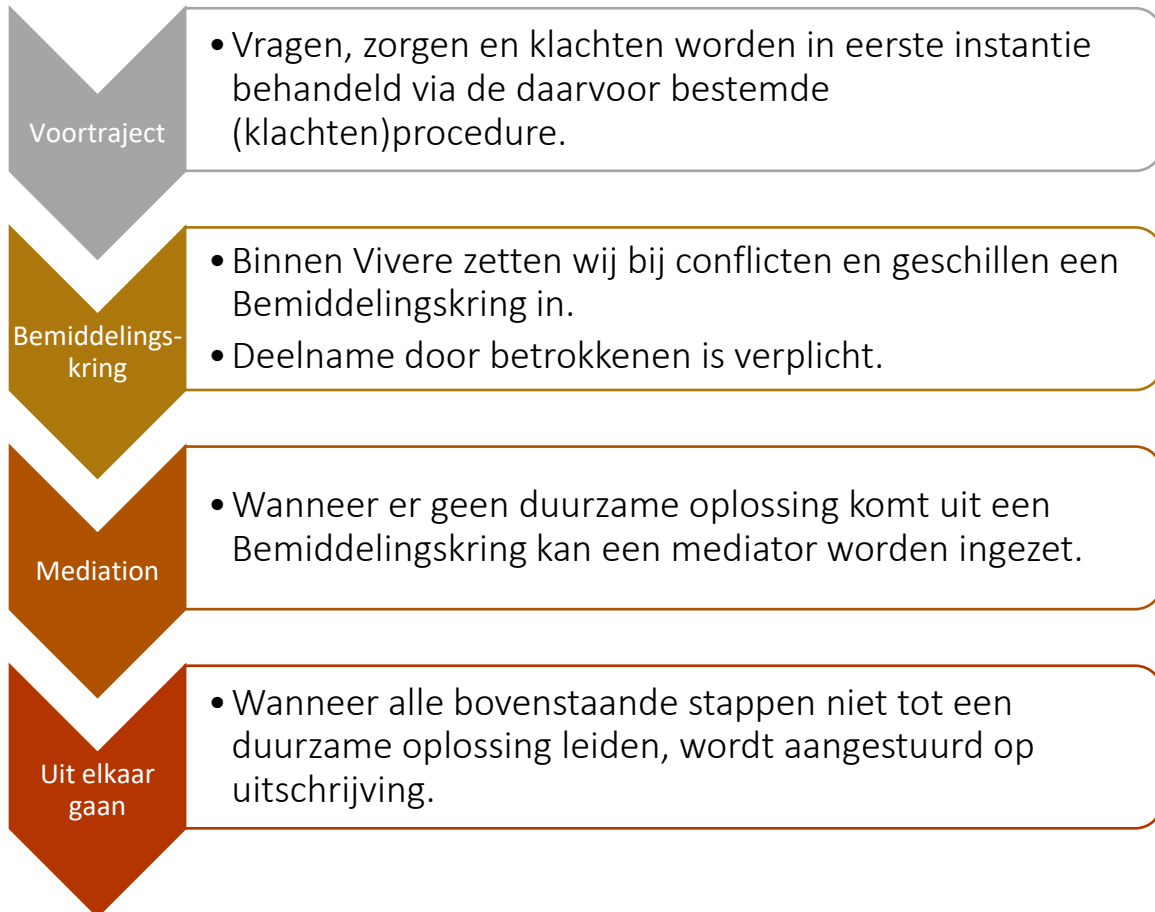 Voortraject
• Vragen, zorgen en klachten worden in eerste instantie
behandeld via de daarvoor bestemde
(klachten)procedure.
Bemiddelings-
kring
• Binnen Vivere zetten wij bij conflicten en geschillen een
Bemiddelingskring in.
• Deelname door betrokkenen is verplicht.
Mediation
• Wanneer er geen duurzame oplossing komt uit een
Bemiddelingskring kan een mediator worden ingezet.
Uit elkaar
gaan
• Wanneer alle bovenstaande stappen niet tot een
duurzame oplossing leiden, wordt aangestuurd op
uitschrijving.